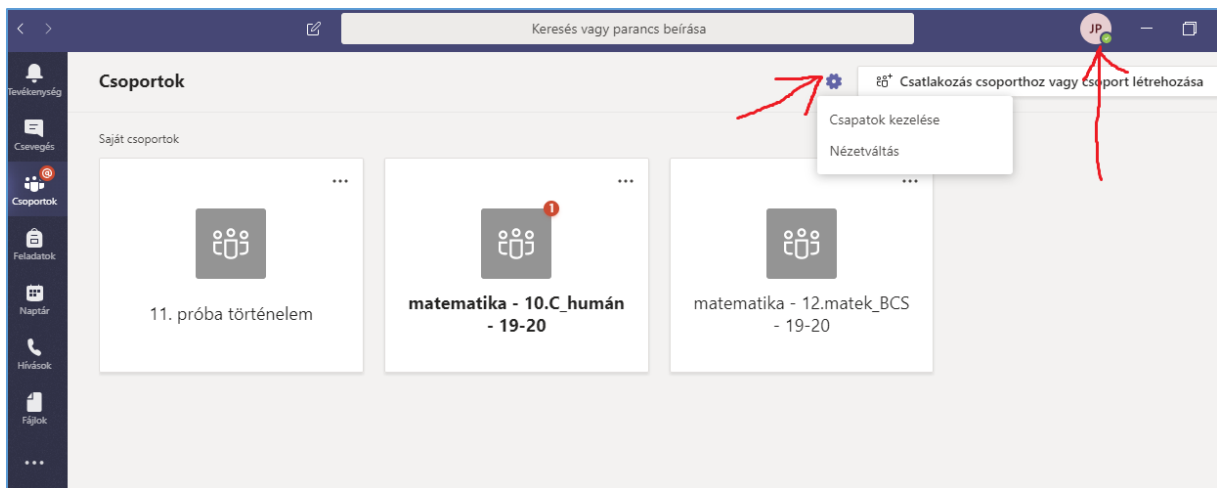 Keresés vagy parancs beírása
JP
Tevékenység
Csevegés
@
Csoportok
Feladatok
Naptár
Hívások
Fájlok
Csoportok
Csatlakozás csoporthoz vagy csoport létrehozása
Csapatok kezelése
Nézetváltás
Saját csoportok
11. próba történelem
1
matematika - 10.C_humán
- 19-20
matematika - 12.matek_BCS
- 19-20